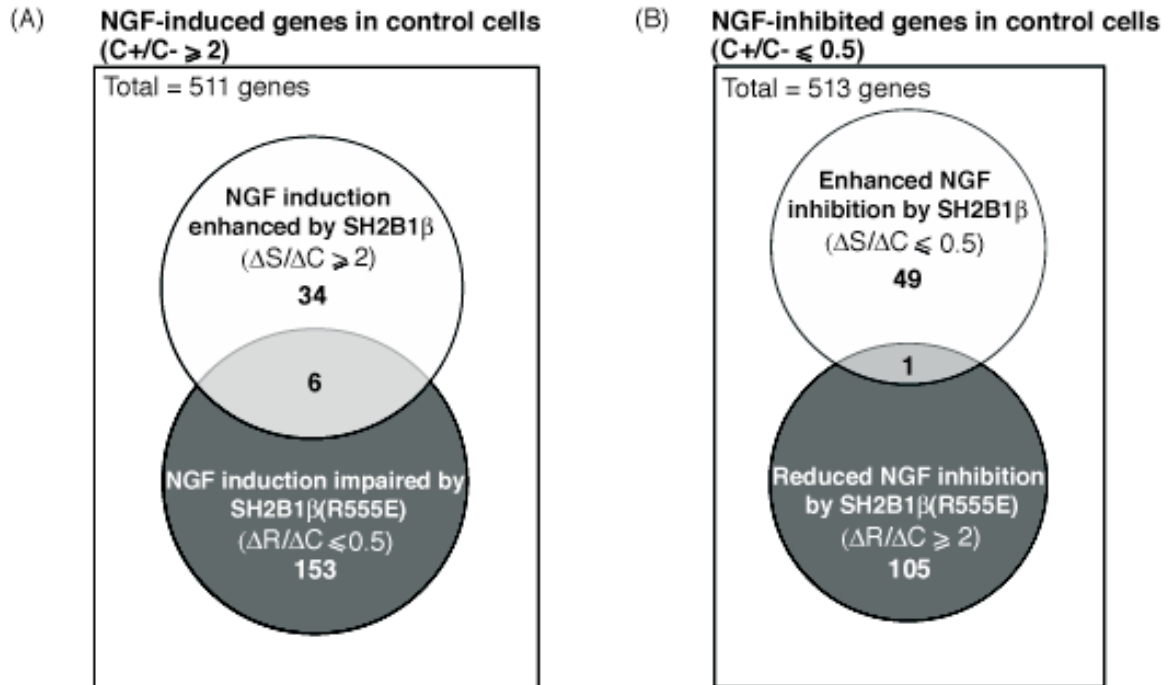 (A)
NGF-induced genes in control cells
(C+/C- ⩾ 2)
Total = 511 genes
NGF induction
enhanced by SH2B1β
(ΔS/ΔC ⩾ 2)
34
6
NGF induction impaired by
SH2B1β(R555E)
(ΔR/ΔC ⩽0.5)
153
(B)
NGF-inhibited genes in control cells
(C+/C- ⩽ 0.5)
Total = 513 genes
Enhanced NGF
inhibition by SH2B1β
(ΔS/ΔC ⩽ 0.5)
49
1
Reduced NGF inhibition
by SH2B1β(R555E)
(ΔR/ΔC ⩾ 2)
105